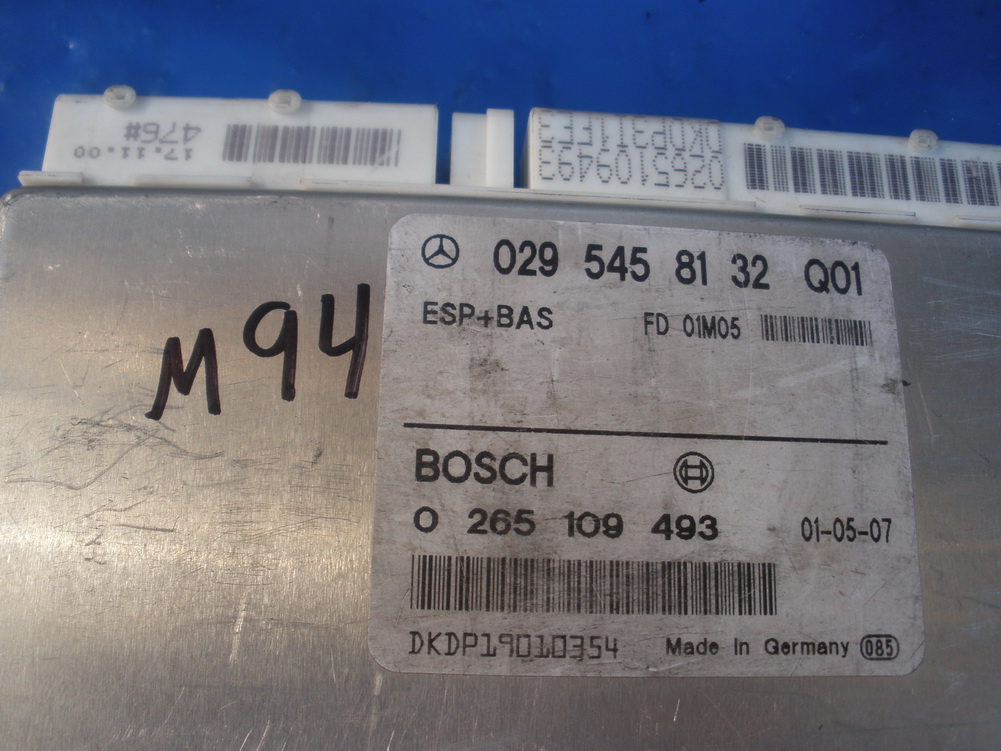 17.11.00
476#
0265109493
DKDP3T1FE3
029 545 81 32 Q01
ESP+BAS FD 01M05
M94
BOSCH
0 265 109 493 01-05-07
DKDP19010354 Made in Germany 085